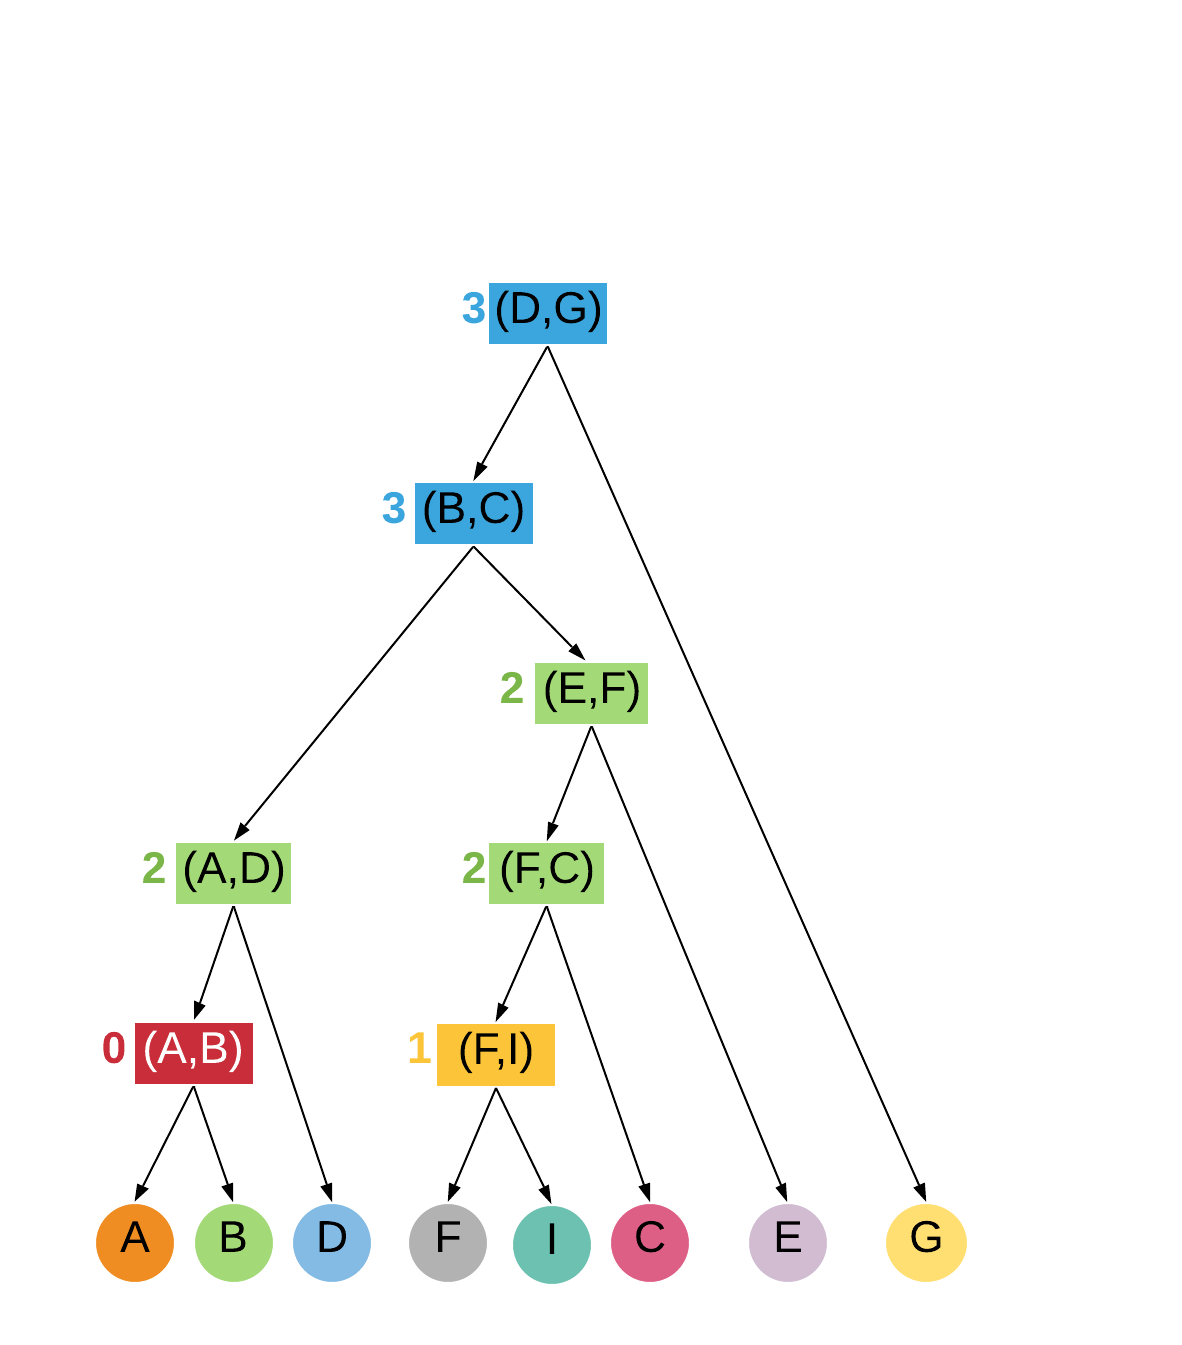 3 (D,G)
3 (B,C)
2 (E,F)
2 (A,D) 2 (F,C)
0 (A,B) 1 (F,I)
A B D F I C E G